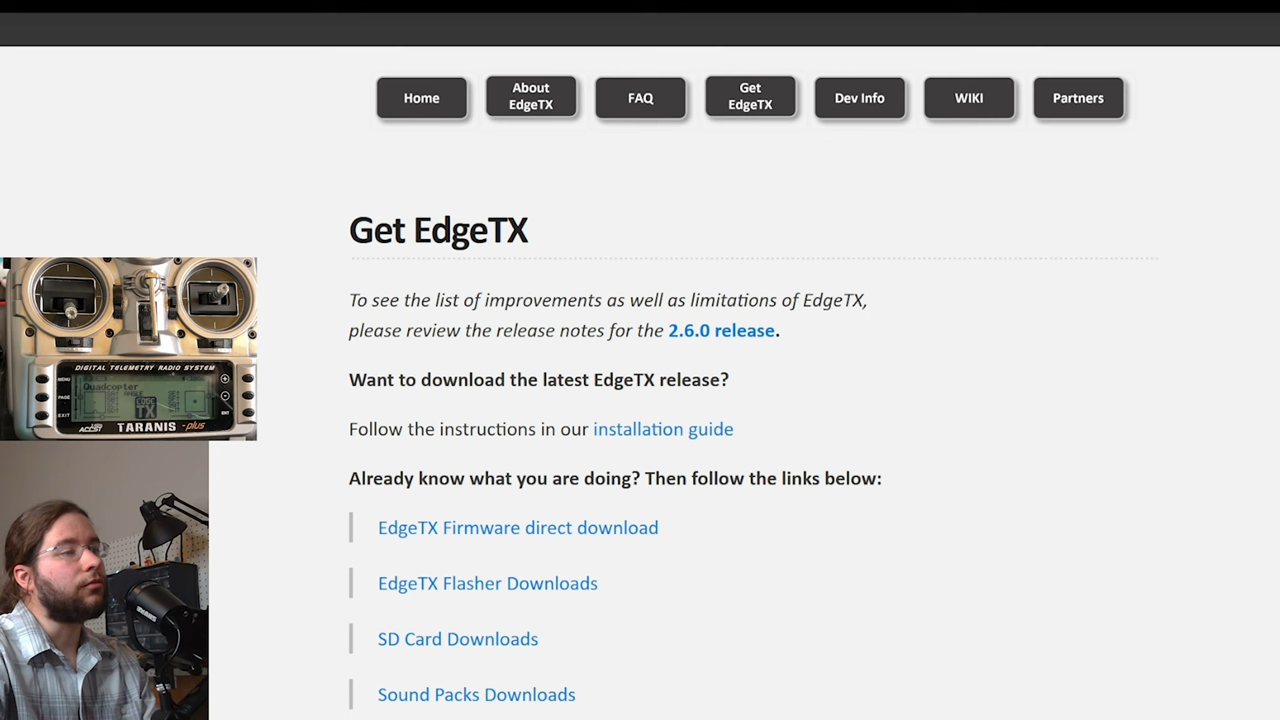 Home
About
EdgeTX
FAQ
Get
EdgeTX
Dev Info
WIKI
Partners
Get EdgeTX
To see the list of improvements as well as limitations of EdgeTX,
please review the release notes for the 2.6.0 release.
Want to download the latest EdgeTX release?
Follow the instructions in our installation guide
Already know what you are doing? Then follow the links below:
EdgeTX Firmware direct download
EdgeTX Flasher Downloads
SD Card Downloads
Sound Packs Downloads
DIGITAL TELEMETRY RADIO SYSTEM
MENU
PAGE
EXIT
ENT
Quadcopter
ANGLE
EDGE
TX
ACCST
TARANIS -plus